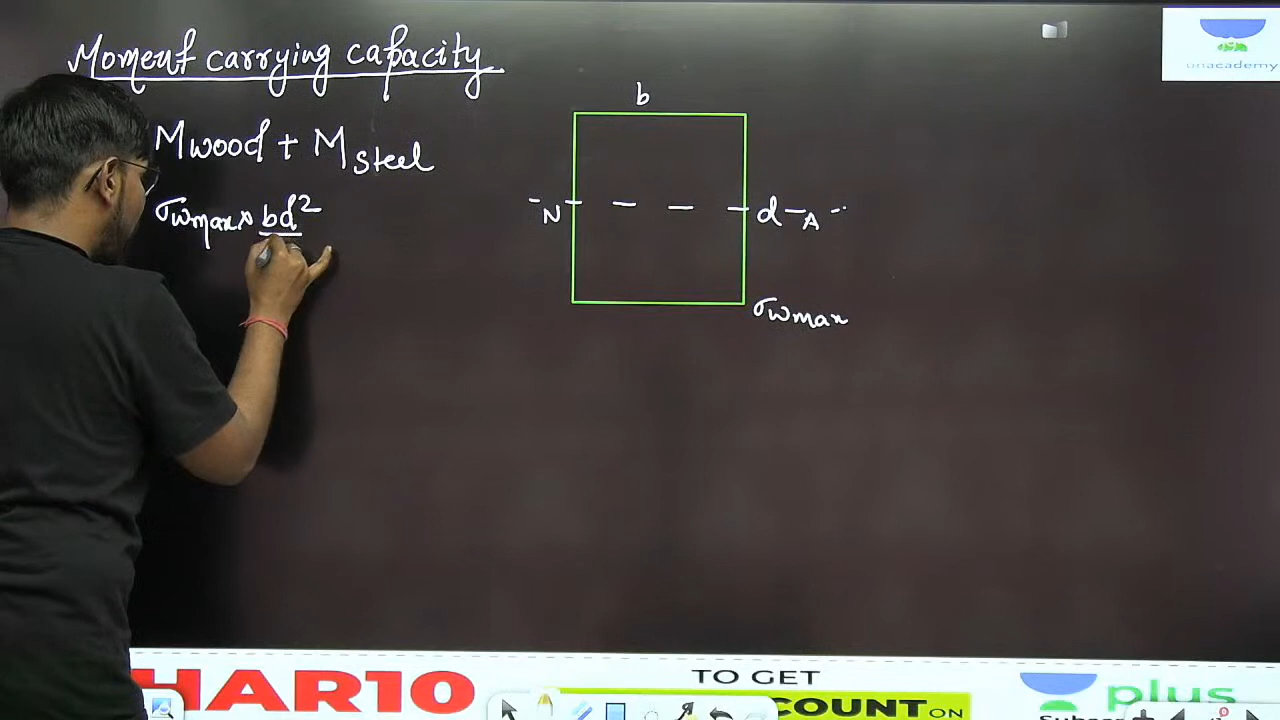 Moment carrying capacity
Mwood + Msteel
σwmax × bd²
b
N
d
A
σwmax
unacademy
HAR10
TO GET
COUNT ON
plus